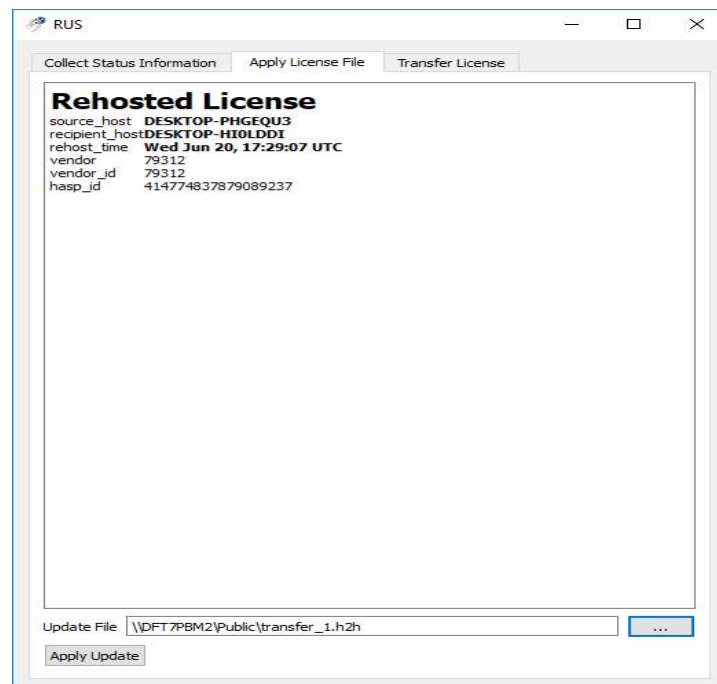 RUS
Collect Status Information Apply License File Transfer License
Rehosted License
source_host DESKTOP-PHGEQU3
recipient_host DESKTOP-HI0LDDI
rehost_time Wed Jun 20, 17:29:07 UTC
vendor 79312
vendor_id 79312
hasp_id 414774837879089237
Update File \\DFT7PBM2\Public\transfer_1.h2h ...
Apply Update